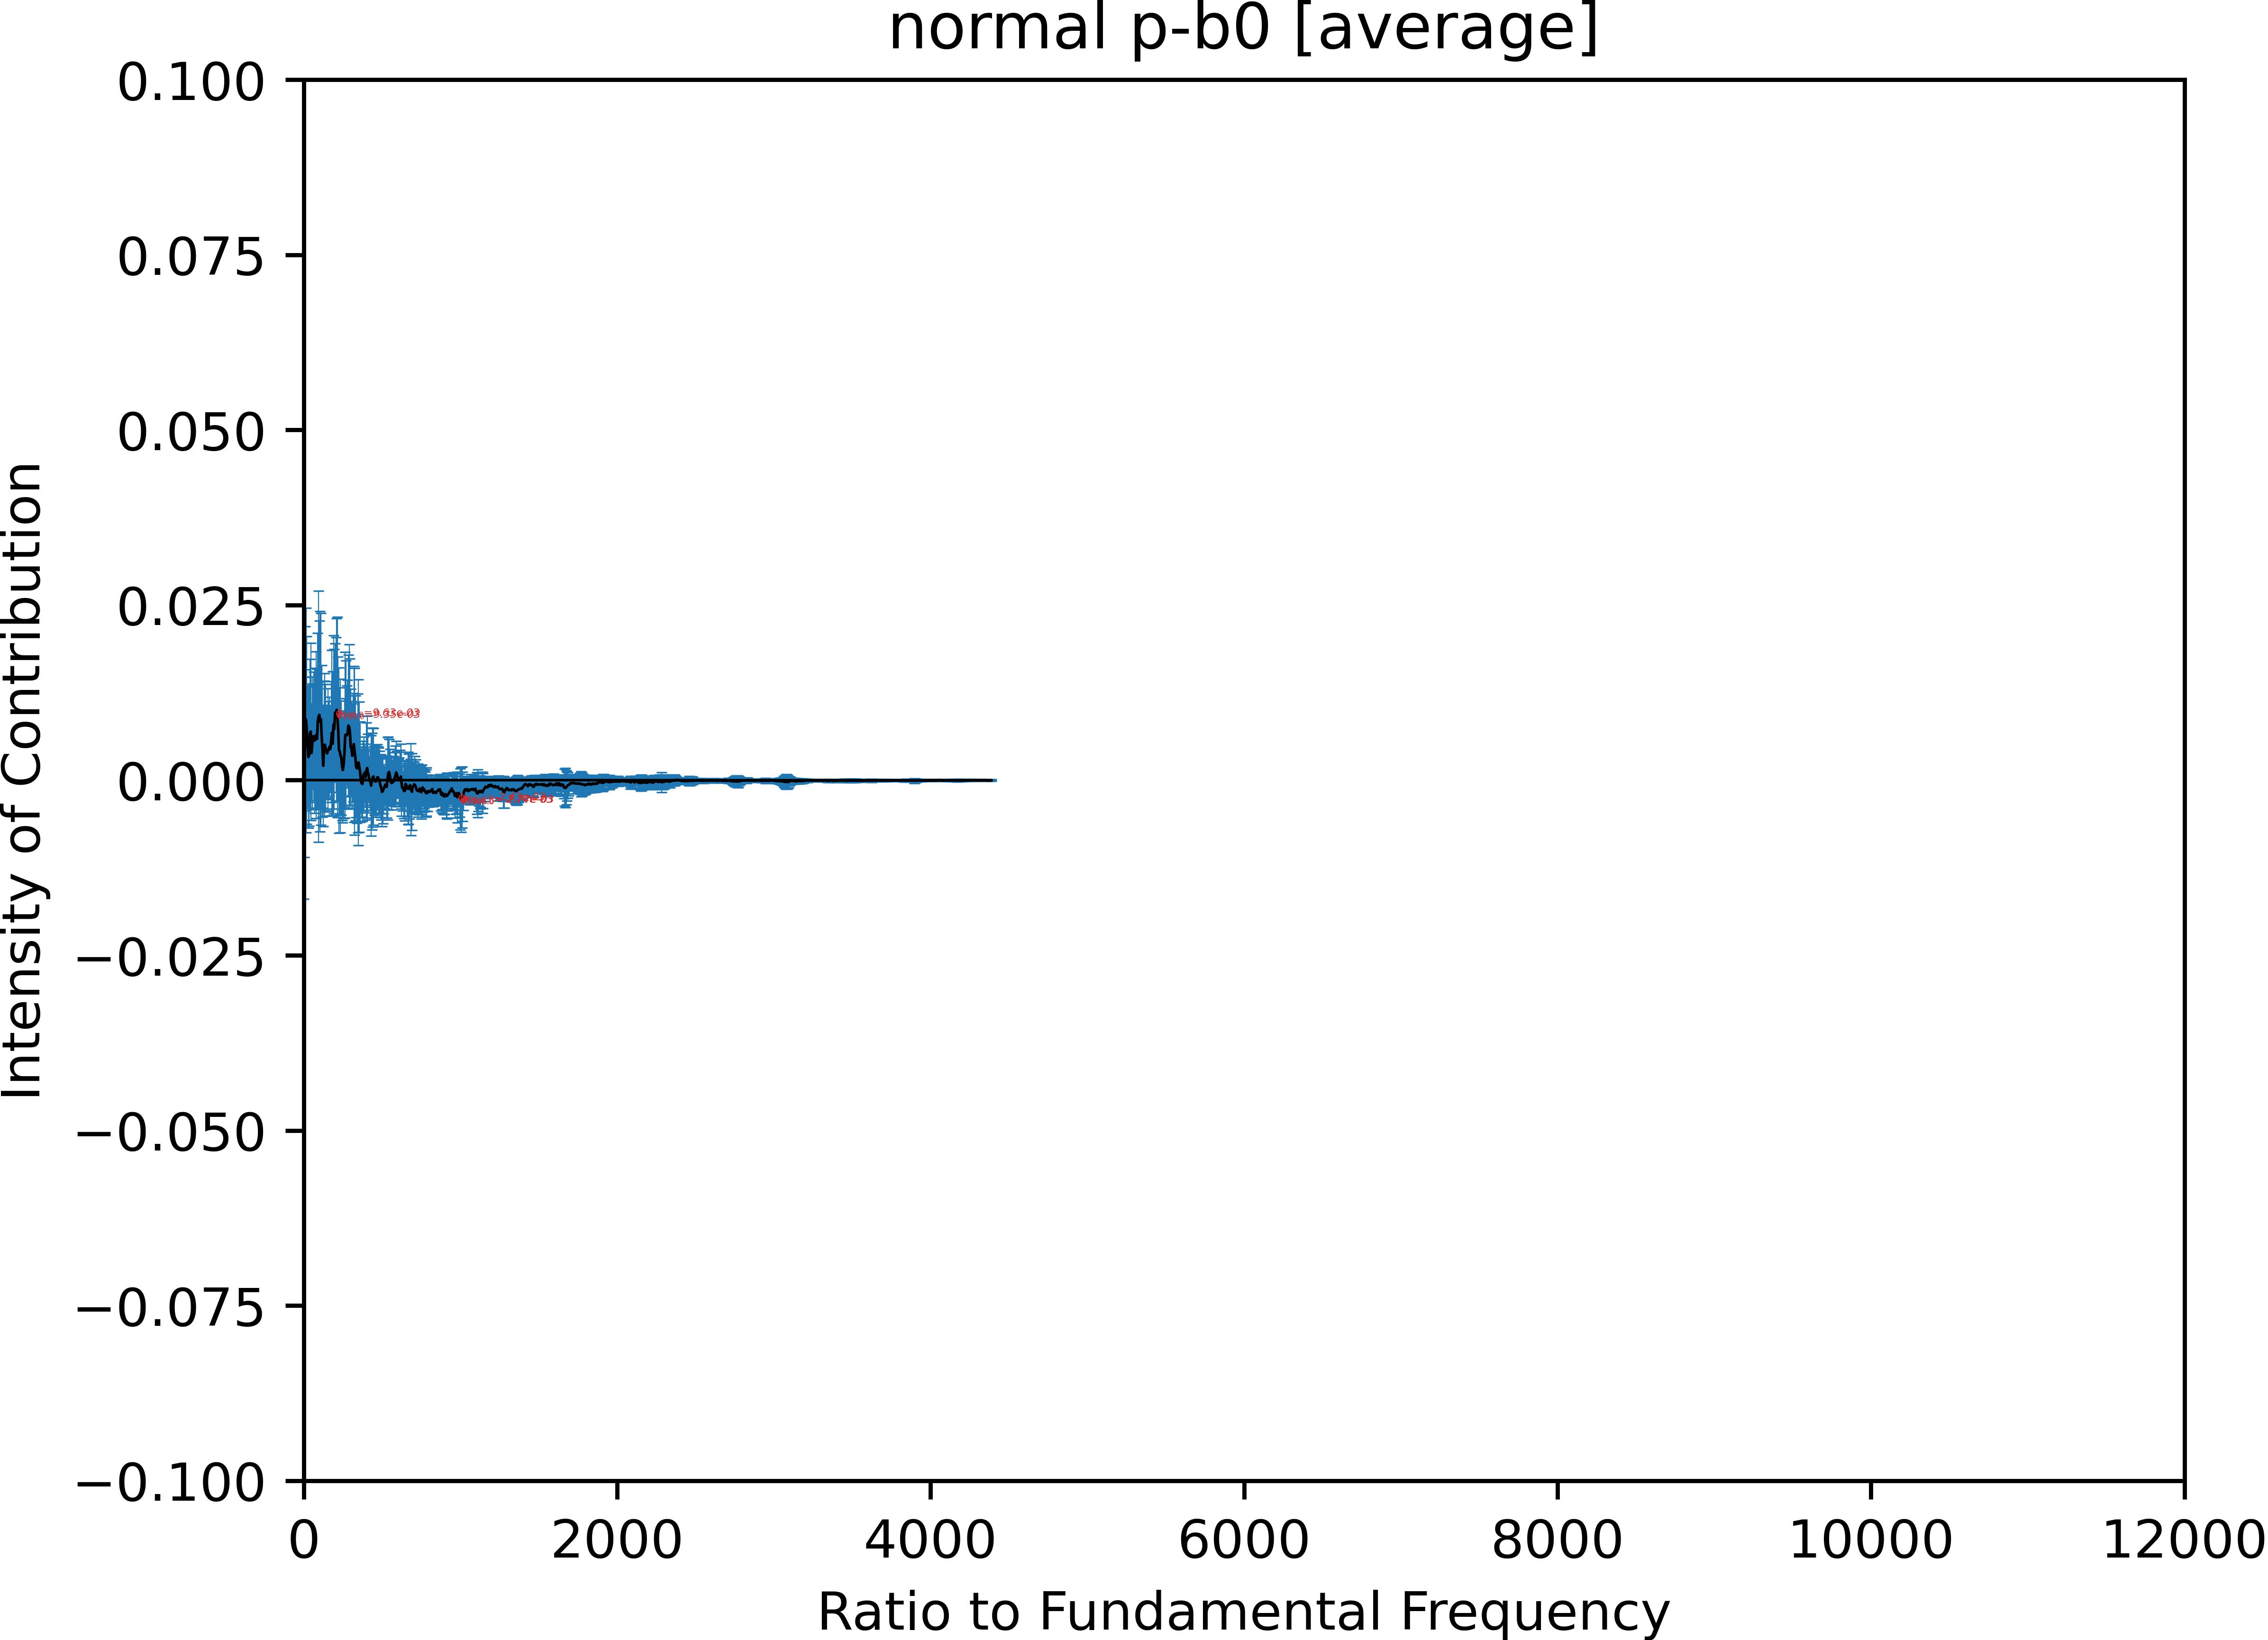 normal p-b0 [average]
0.100
0.075
0.050
0.025
0.000
−0.025
−0.050
−0.075
−0.100
Intensity of Contribution
0 2000 4000 6000 8000 10000 12000
Ratio to Fundamental Frequency